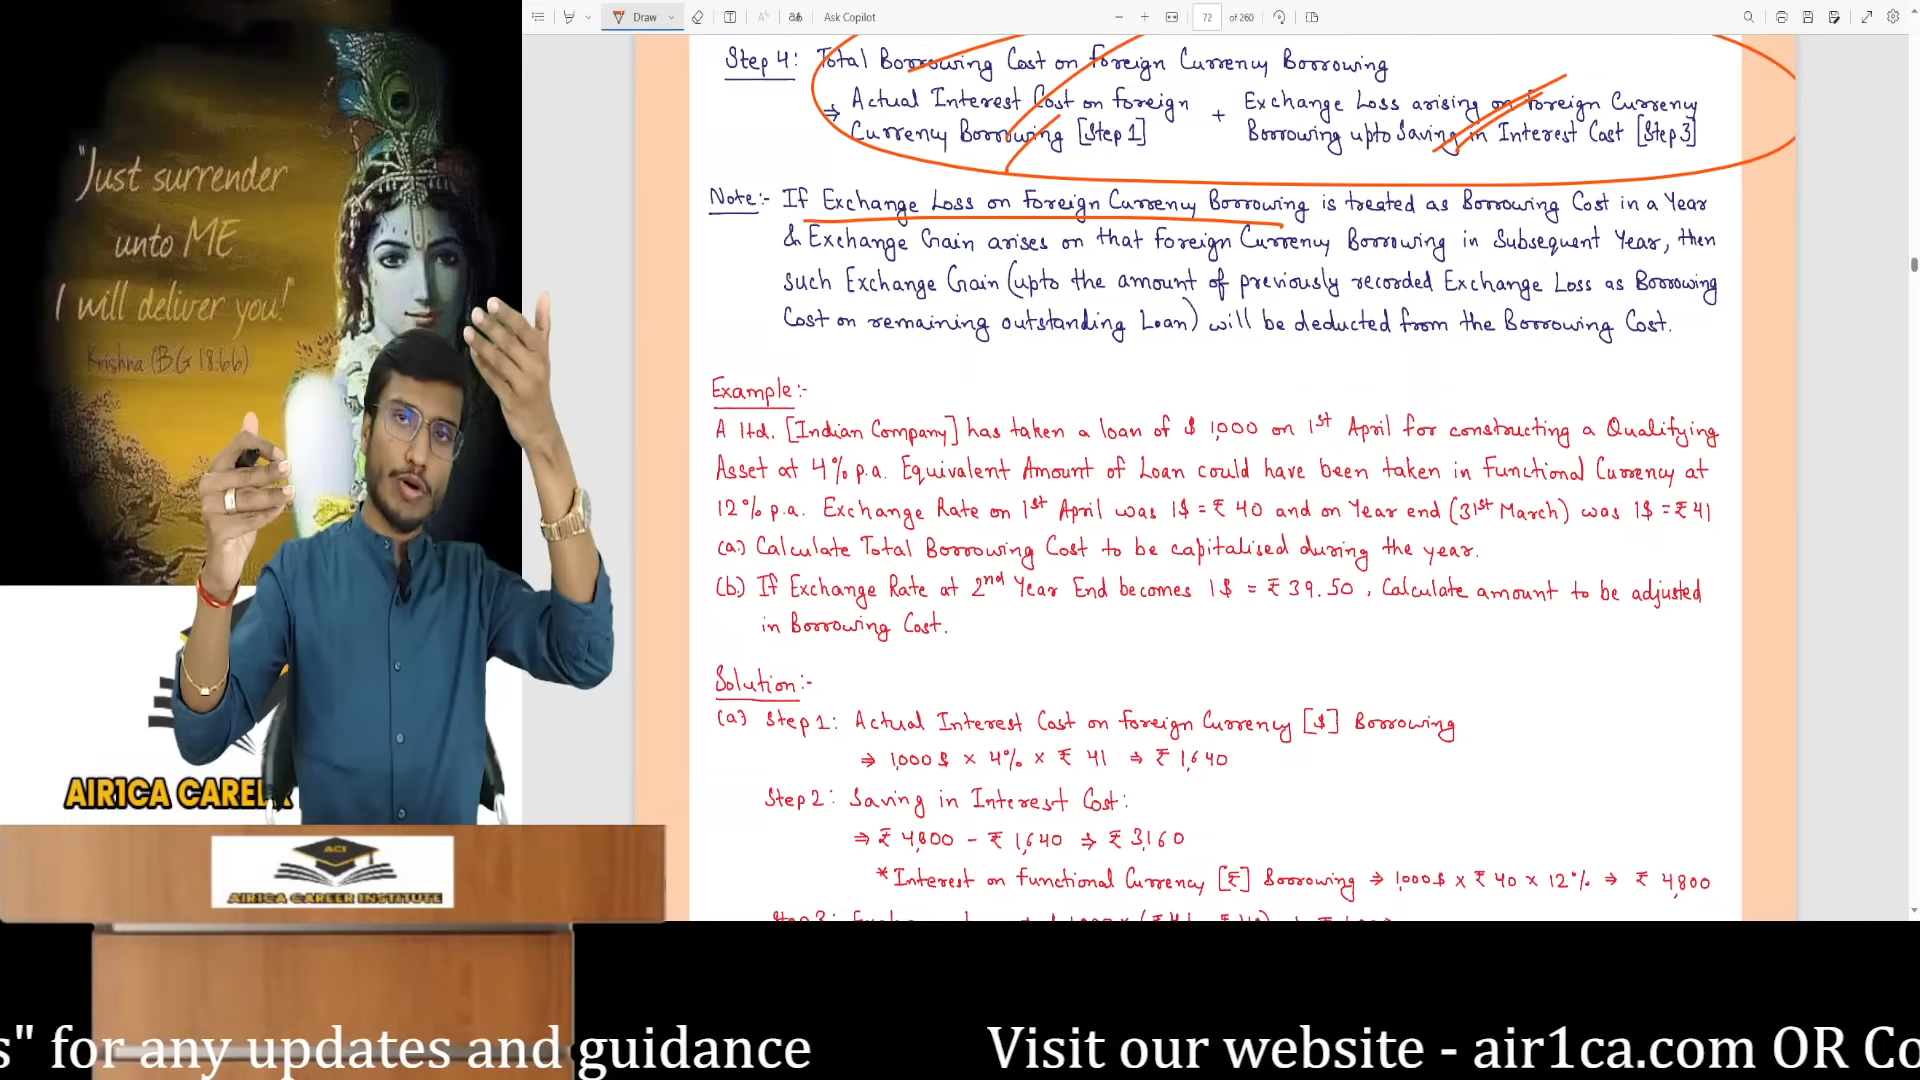 Draw
Ask Copilot
72 of 260
Step 4: Total Borrowing Cost on Foreign Currency Borrowing
⇒ Actual Interest Cost on Foreign + Exchange Loss arising on Foreign Currency
Currency Borrowing [Step 1] Borrowing upto Saving in Interest Cost [Step 3]
Note:- If Exchange Loss on Foreign Currency Borrowing is treated as Borrowing Cost in a Year
& Exchange Gain arises on that Foreign Currency Borrowing in Subsequent Year, then
such Exchange Gain (upto the amount of previously recorded Exchange Loss as Borrowing
Cost on remaining outstanding Loan) will be deducted from the Borrowing Cost.
Example:-
A ltd. [Indian Company] has taken a loan of $ 1,000 on 1st April for constructing a Qualifying
Asset at 4% p.a. Equivalent Amount of Loan could have been taken in Functional Currency at
12% p.a. Exchange Rate on 1st April was 1$ = ₹ 40 and on Year end (31st March) was 1$ = ₹ 41
(a.) Calculate Total Borrowing Cost to be capitalised during the year.
(b.) If Exchange Rate at 2nd Year End becomes 1$ = ₹ 39.50, Calculate amount to be adjusted
in Borrowing Cost.
Solution:-
(a) Step 1: Actual Interest Cost on Foreign Currency [$] Borrowing
⇒ 1,000 $ × 4% × ₹ 41 ⇒ ₹ 1,640
Step 2: Saving in Interest Cost:
⇒ ₹ 4,800 - ₹ 1,640 ⇒ ₹ 3,160
* Interest on Functional Currency [₹] Borrowing ⇒ 1,000 $ × ₹ 40 × 12% ⇒ ₹ 4,800
"Just surrender
unto ME
I will deliver you!"
Krishna (B.G 18:66)
AIR1CA CAREE
ACI
AIR1CA CAREER INSTITUTE
s" for any updates and guidance Visit our website - air1ca.com OR Co